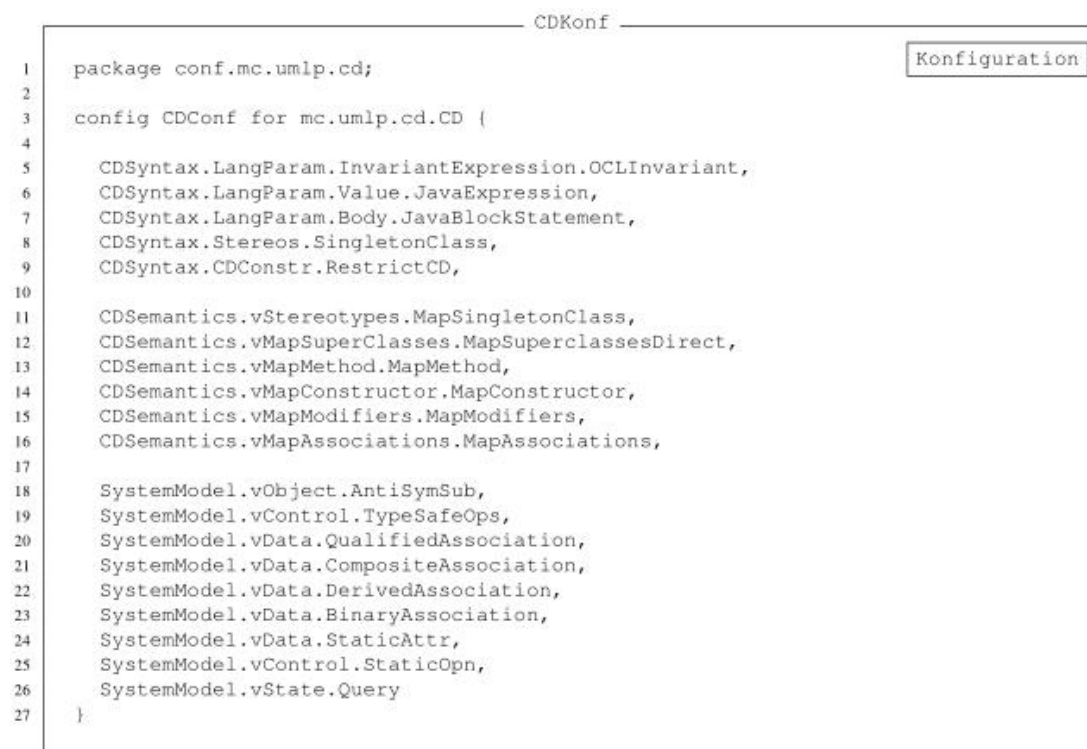 CDKonf
Konfiguration
1 package conf.mc.umlp.cd;
2
3 config CDConf for mc.umlp.cd.CD {
4
5 CDSyntax.LangParam.InvariantExpression.OCLInvariant,
6 CDSyntax.LangParam.Value.JavaExpression,
7 CDSyntax.LangParam.Body.JavaBlockStatement,
8 CDSyntax.Stereos.SingletonClass,
9 CDSyntax.CDConstr.RestrictCD,
10
11 CDSemantics.vStereotypes.MapSingletonClass,
12 CDSemantics.vMapSuperClasses.MapSuperclassesDirect,
13 CDSemantics.vMapMethod.MapMethod,
14 CDSemantics.vMapConstructor.MapConstructor,
15 CDSemantics.vMapModifiers.MapModifiers,
16 CDSemantics.vMapAssociations.MapAssociations,
17
18 SystemModel.vObject.AntiSymSub,
19 SystemModel.vControl.TypeSafeOps,
20 SystemModel.vData.QualifiedAssociation,
21 SystemModel.vData.CompositeAssociation,
22 SystemModel.vData.DerivedAssociation,
23 SystemModel.vData.BinaryAssociation,
24 SystemModel.vData.StaticAttr,
25 SystemModel.vControl.StaticOpn,
26 SystemModel.vState.Query
27 }